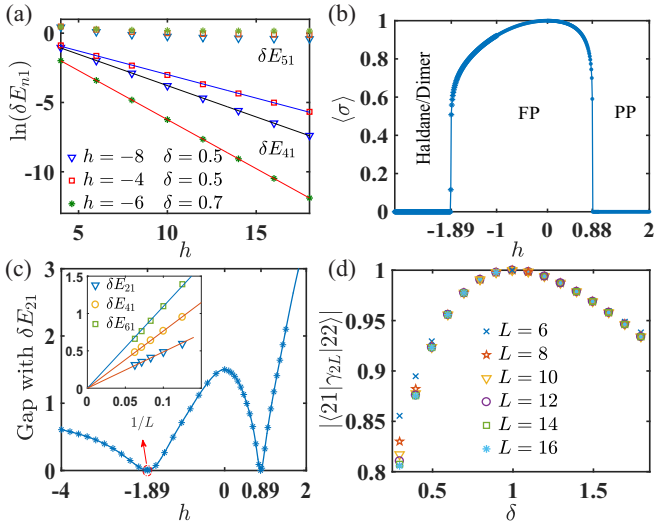 (a)
ln(δE_{n1})
0
-5
-10
δE_{51}
δE_{41}
h = −8 δ = 0.5
h = −4 δ = 0.5
h = −6 δ = 0.7
5
10
15
h
(b)
⟨σ⟩
1
0.8
0.6
0.4
0.2
0
Haldane/Dimer
FP
PP
-1.89
-1
0
0.88
2
h
(c)
Gap with δE_{21}
3
2
1
0
δE_{21}
δE_{41}
δE_{61}
1.5
1.0
0.5
0
0
0.05
0.1
1/L
-4
-1.89
0
0.89
2
h
(d)
|⟨21|γ_{2L}|22⟩|
1
0.95
0.9
0.85
0.8
L = 6
L = 8
L = 10
L = 12
L = 14
L = 16
0.5
1
1.5
δ